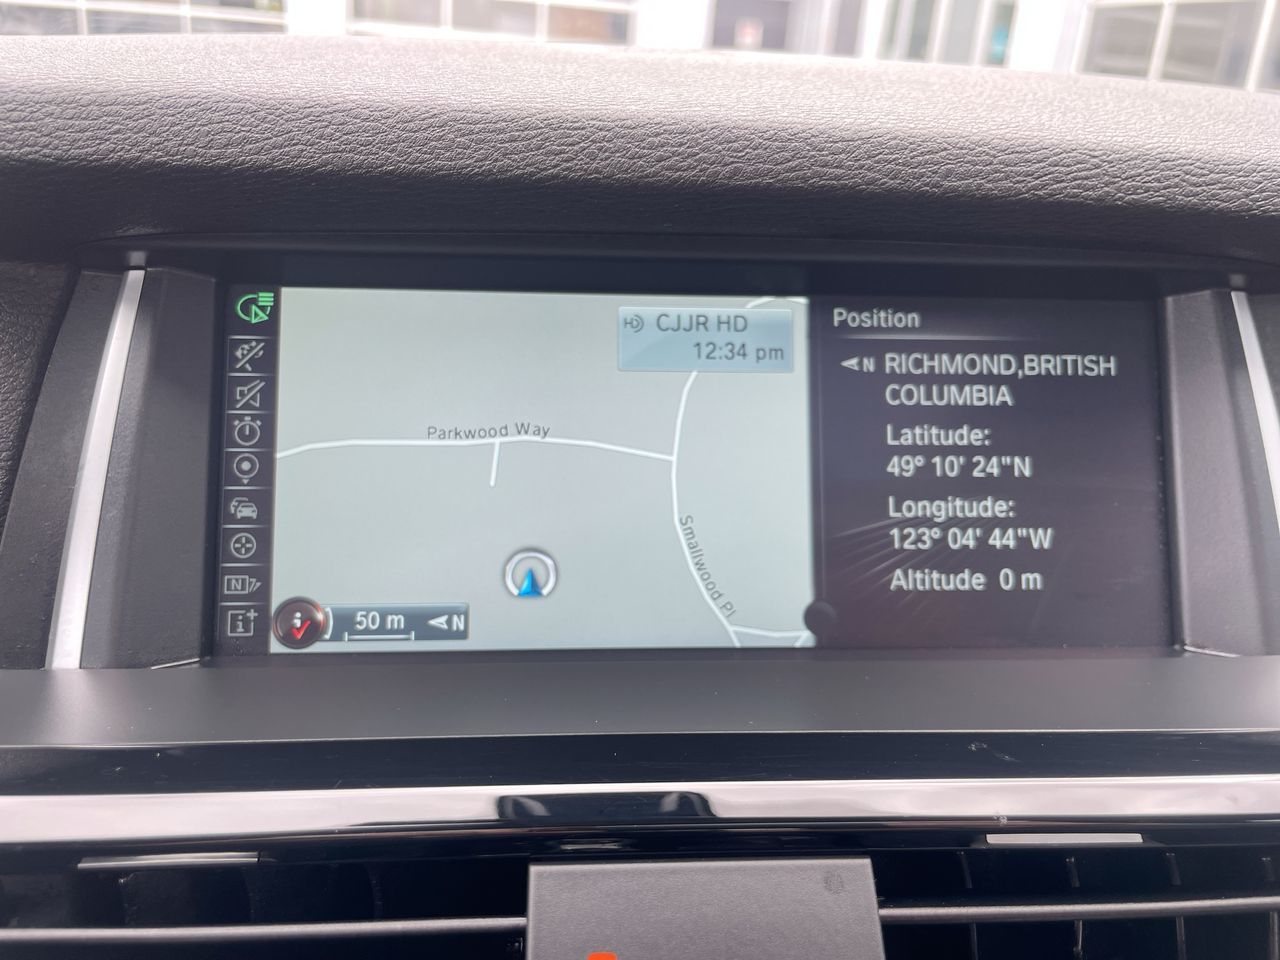 CJJR HD
12:34 pm
Parkwood Way
Smallwood Pl
50 m
N
Position
N RICHMOND,BRITISH
COLUMBIA
Latitude:
49° 10' 24"N
Longitude:
123° 04' 44"W
Altitude 0 m